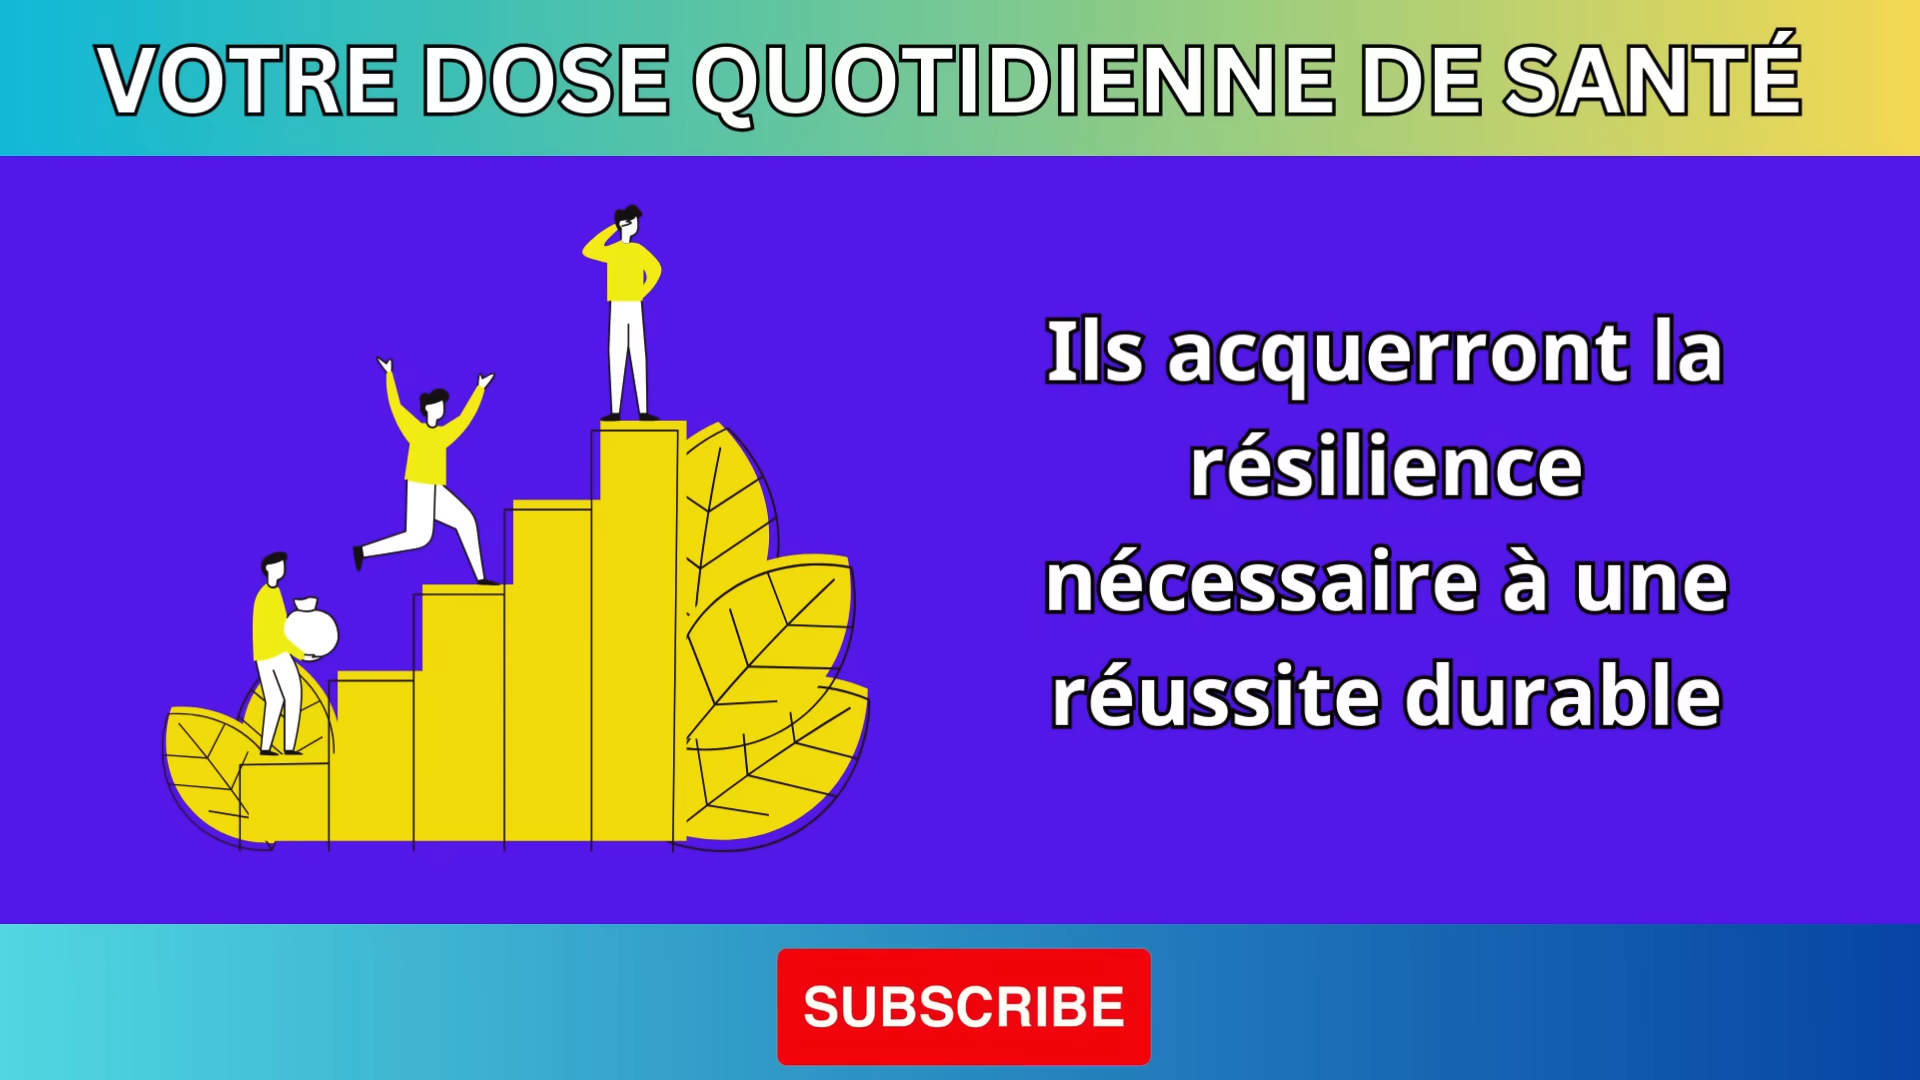 VOTRE DOSE QUOTIDIENNE DE SANTÉ
Ils acquerront la
résilience
nécessaire à une
réussite durable
SUBSCRIBE